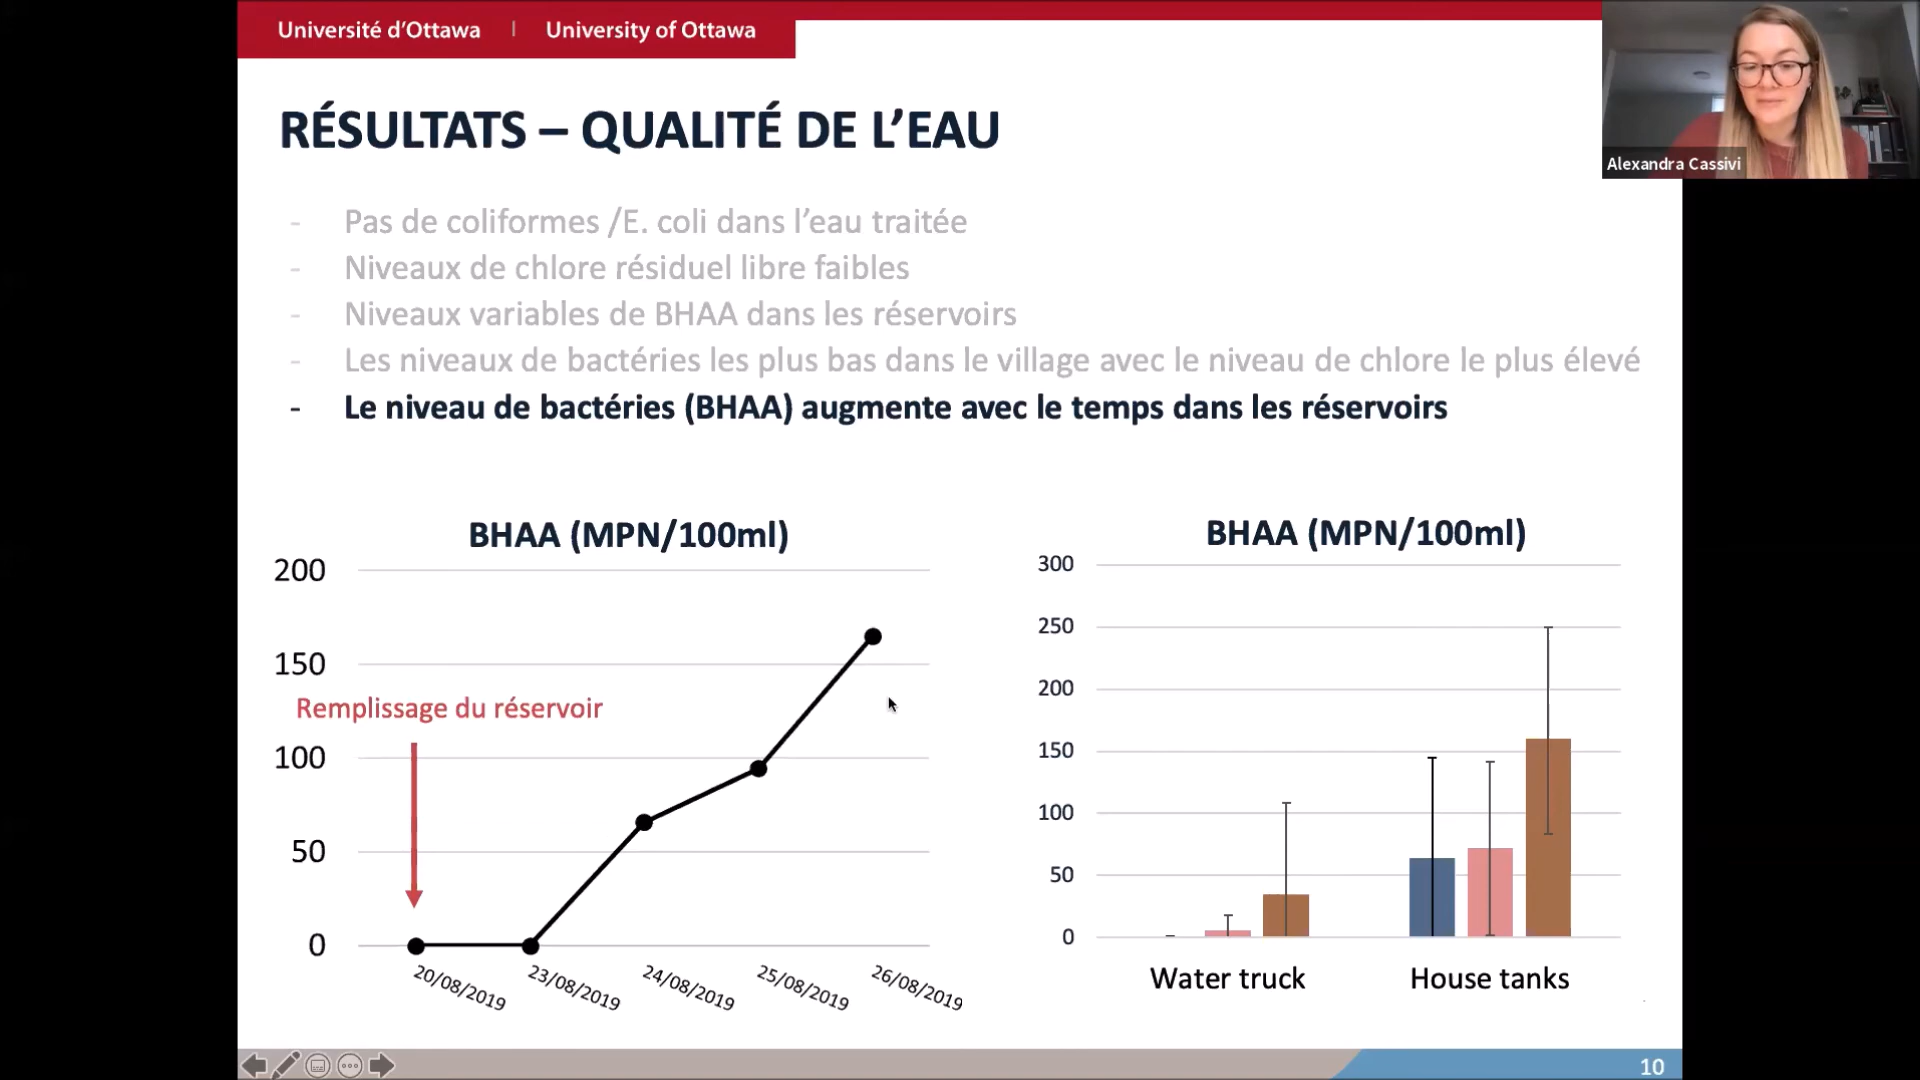 Université d'Ottawa | University of Ottawa
Alexandra Cassivi
RÉSULTATS – QUALITÉ DE L'EAU
- Pas de coliformes /E. coli dans l'eau traitée
- Niveaux de chlore résiduel libre faibles
- Niveaux variables de BHAA dans les réservoirs
- Les niveaux de bactéries les plus bas dans le village avec le niveau de chlore le plus élevé
- Le niveau de bactéries (BHAA) augmente avec le temps dans les réservoirs
BHAA (MPN/100ml)
200
150
Remplissage du réservoir
100
50
0
20/08/2019 23/08/2019 24/08/2019 25/08/2019 26/08/2019
BHAA (MPN/100ml)
300
250
200
150
100
50
0
Water truck House tanks
10